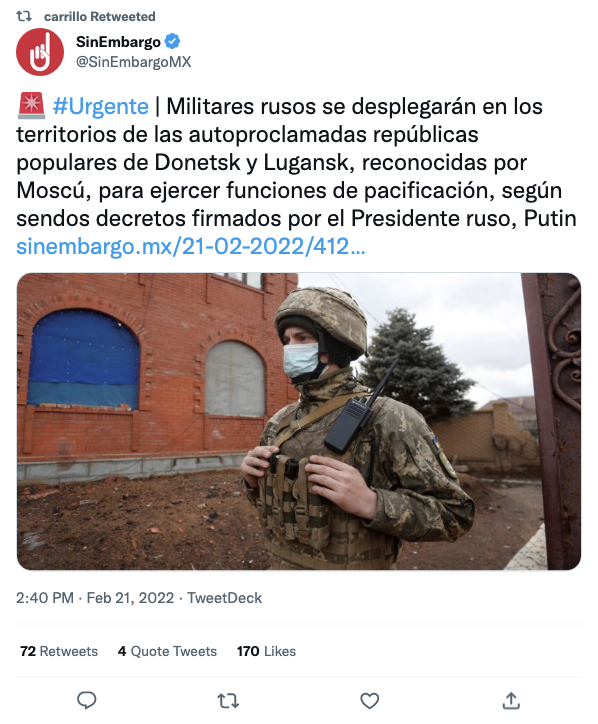 carrillo Retweeted
SinEmbargo
@SinEmbargoMX
#Urgente | Militares rusos se desplegarán en los
territorios de las autoproclamadas repúblicas
populares de Donetsk y Lugansk, reconocidas por
Moscú, para ejercer funciones de pacificación, según
sendos decretos firmados por el Presidente ruso, Putin
sinembargo.mx/21-02-2022/412...
2:40 PM · Feb 21, 2022 · TweetDeck
72 Retweets 4 Quote Tweets 170 Likes